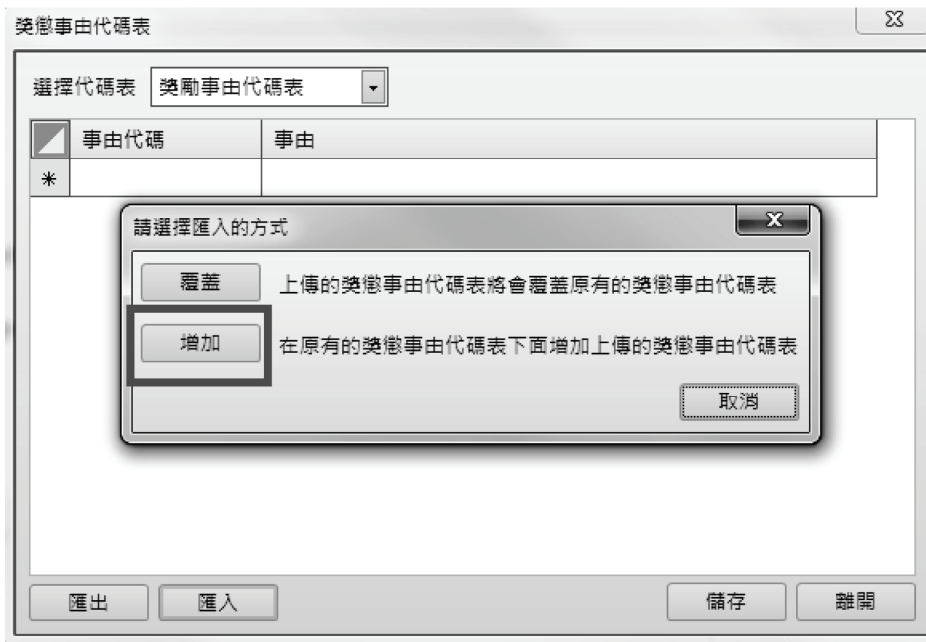 獎懲事由代碼表
選擇代碼表 獎勵事由代碼表
事由代碼 事由
*
請選擇匯入的方式 X
覆蓋 上傳的獎懲事由代碼表將會覆蓋原有的獎懲事由代碼表
增加 在原有的獎懲事由代碼表下面增加上傳的獎懲事由代碼表
取消
匯出 匯入 儲存 離開